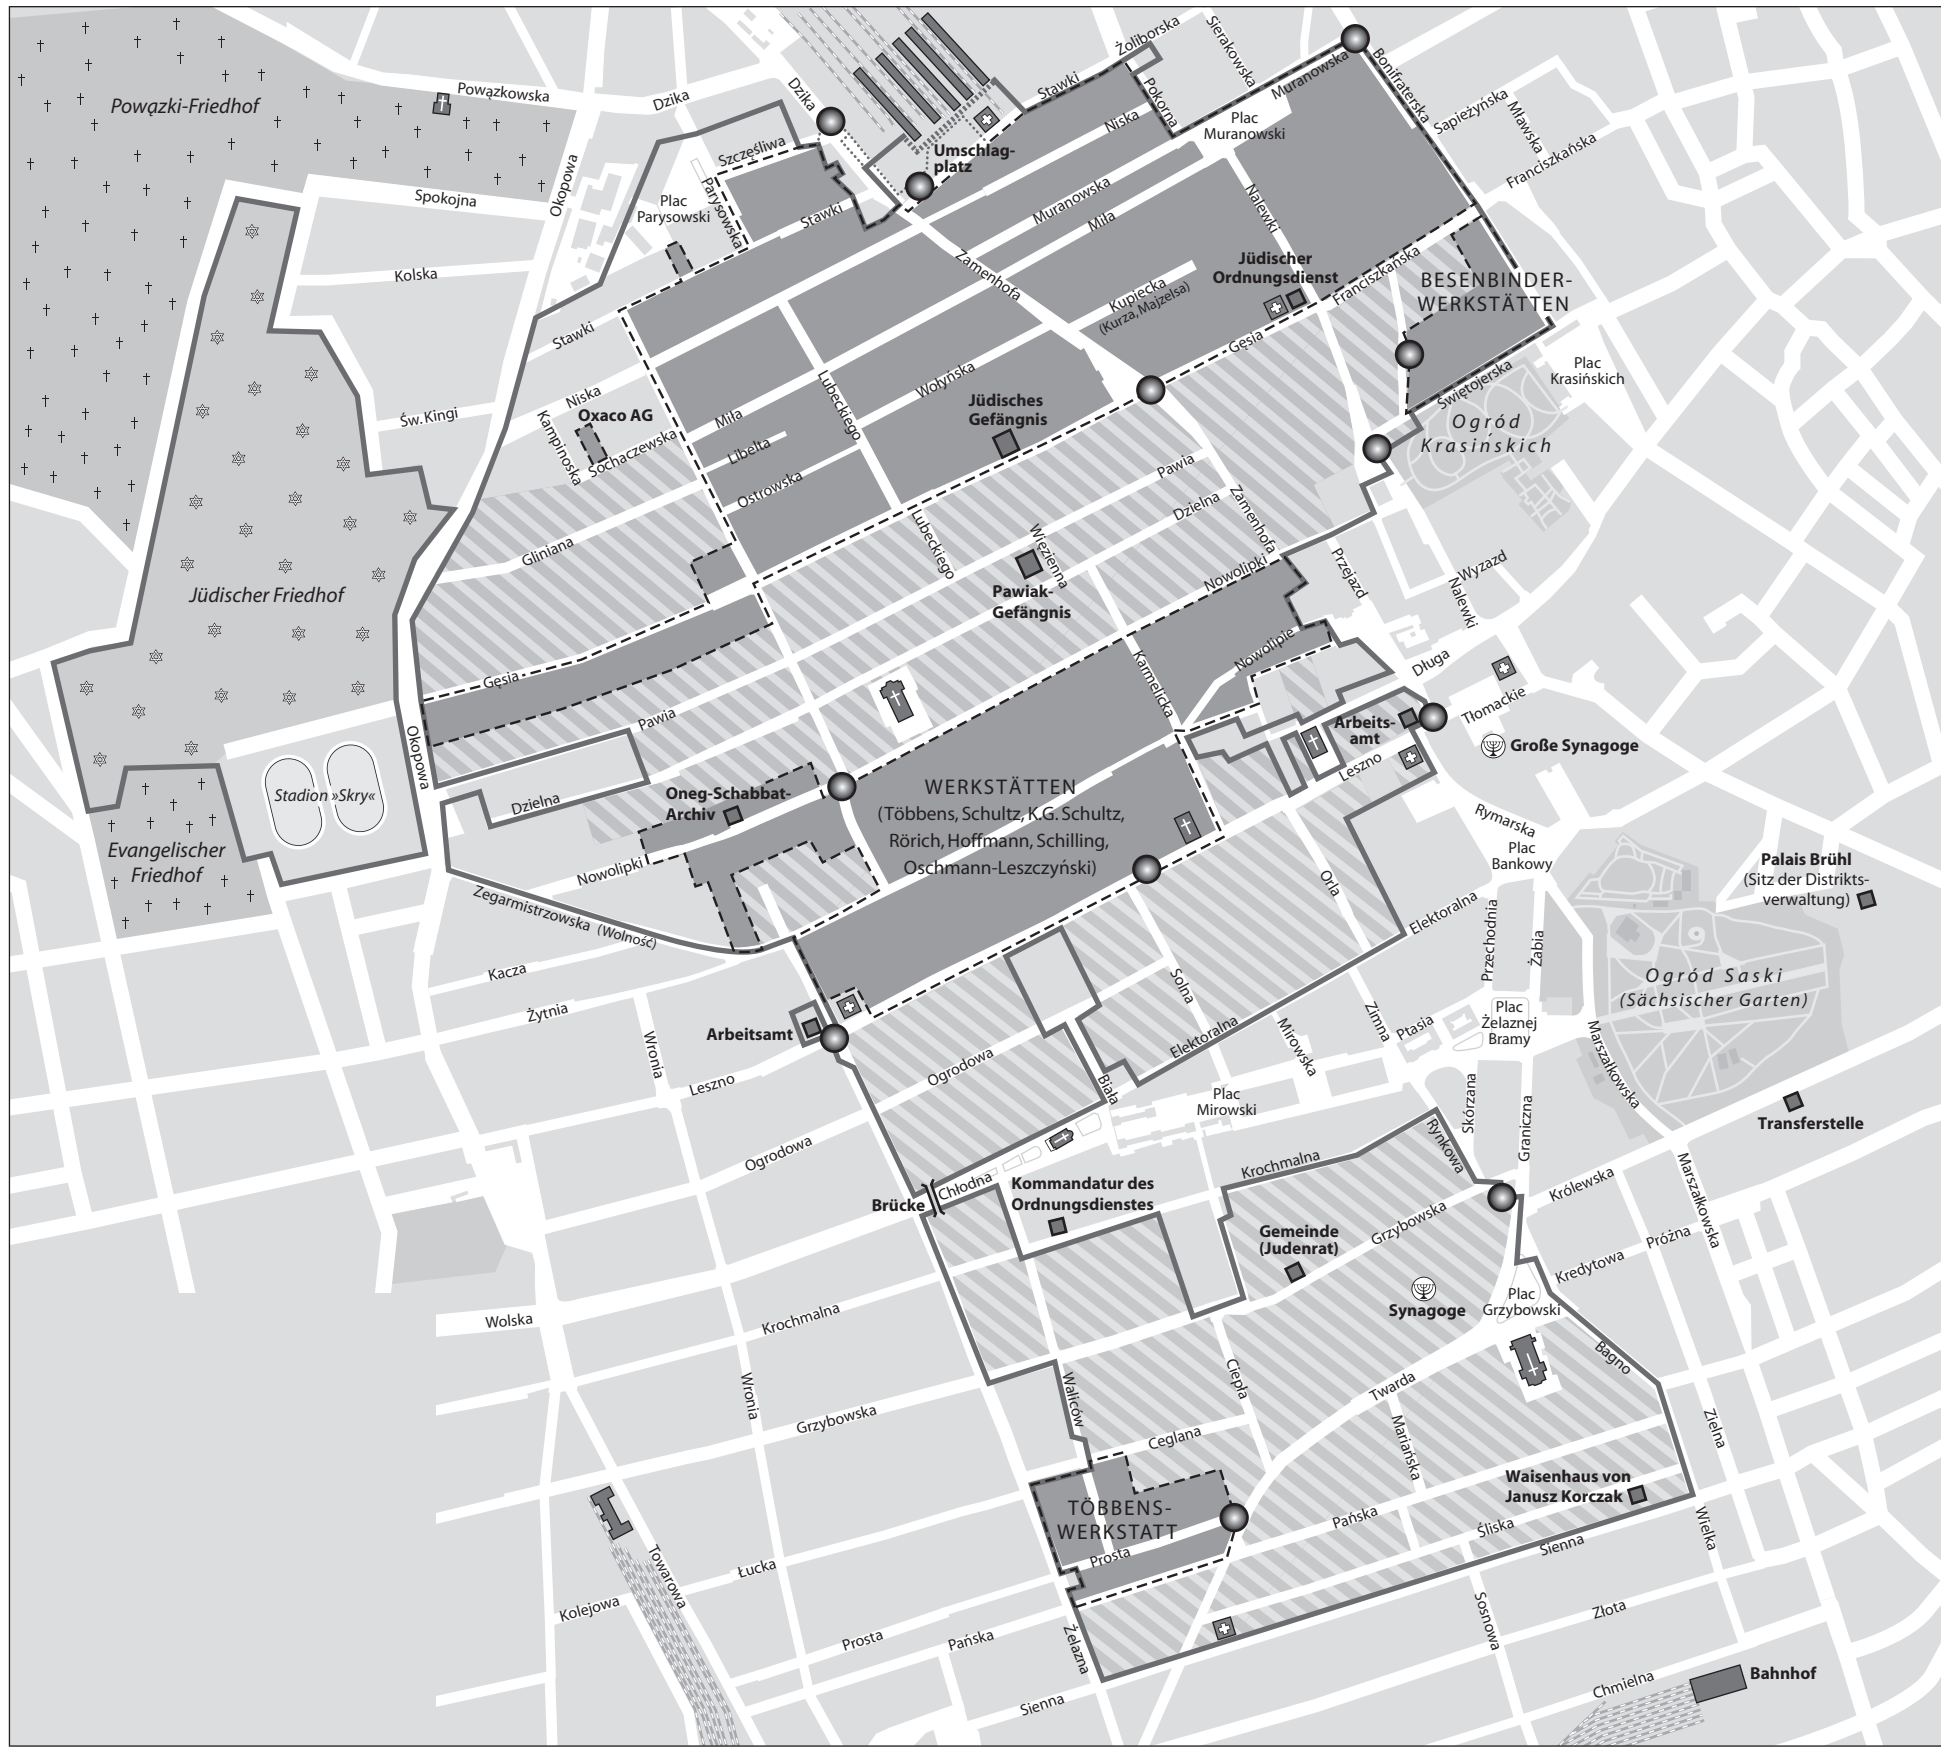 Żoliborska
Sierakowska
Muranowska
Bonifraterska
Powązki-Friedhof
Powązkowska
Dzika
Dzika
Stawki
Pokorna
Niska
Plac
Muranowski
Sapieżyńska
Mławska
Franciszkańska
Umschlag-
platz
Szczęśliwa
Okopowa
Spokojna
Plac
Parysowski
Parysowska
Stawki
Muranowska
Miła
Nalewki
Kolska
Zamenhofa
Jüdischer
Ordnungsdienst
Franciszkańska
BESENBINDER-
WERKSTÄTTEN
Kupiecka
(Kurza, Majzelsa)
Stawki
Gęsia
Plac
Krasińskich
Świętojerska
Niska
Lubeckiego
Wołyńska
Św. Kingi
Kampinoska
Oxaco AG
Sochaczewska
Miła
Libelta
Ostrowska
Jüdisches
Gefängnis
Ogród
Krasińskich
Pawia
Dzielna
Zamenhofa
Lubeckiego
Więzienna
Gliniana
Pawiak-
Gefängnis
Nowolipki
Przejazd
Wyzazd
Nalewki
Jüdischer Friedhof
Karmelicka
Nowolipie
Długa
Gęsia
Pawia
Okopowa
Tłomackie
Arbeits-
amt
Große Synagoge
Leszno
Stadion »Skry«
Dzielna
Oneg-Schabbat-
Archiv
WERKSTÄTTEN
(Többens, Schultz, K.G. Schultz,
Rörich, Hoffmann, Schilling,
Oschmann-Leszczyński)
Rymarska
Plac
Bankowy
Evangelischer
Friedhof
Nowolipki
Zegarmistrzowska (Wolność)
Orla
Elektoralna
Palais Brühl
(Sitz der Distrikts-
verwaltung)
Przechodnia
Żabia
Kacza
Żytnia
Solna
Zimna
Ogród Saski
(Sächsischer Garten)
Arbeitsamt
Wronia
Leszno
Ogrodowa
Elektoralna
Mirowska
Ptasia
Plac
Żelaznej
Bramy
Marszałkowska
Biała
Plac
Mirowski
Skórzana
Graniczna
Transferstelle
Ogrodowa
Rynkowa
Krochmalna
Brücke
Chłodna
Kommandatur des
Ordnungsdienstes
Królewska
Marszałkowska
Grzybowska
Gemeinde
(Judenrat)
Próżna
Kredytowa
Synagoge
Plac
Grzybowski
Wolska
Krochmalna
Bagno
Wronia
Waliców
Ciepła
Twarda
Grzybowska
Ceglana
Mariańska
Zielna
Waisenhaus von
Janusz Korczak
TÖBBENS-
WERKSTATT
Pańska
Śliska
Sienna
Wielka
Prosta
Towarowa
Łucka
Kolejowa
Sosnowa
Złota
Prosta
Pańska
Żelazna
Sienna
Chmielna
Bahnhof